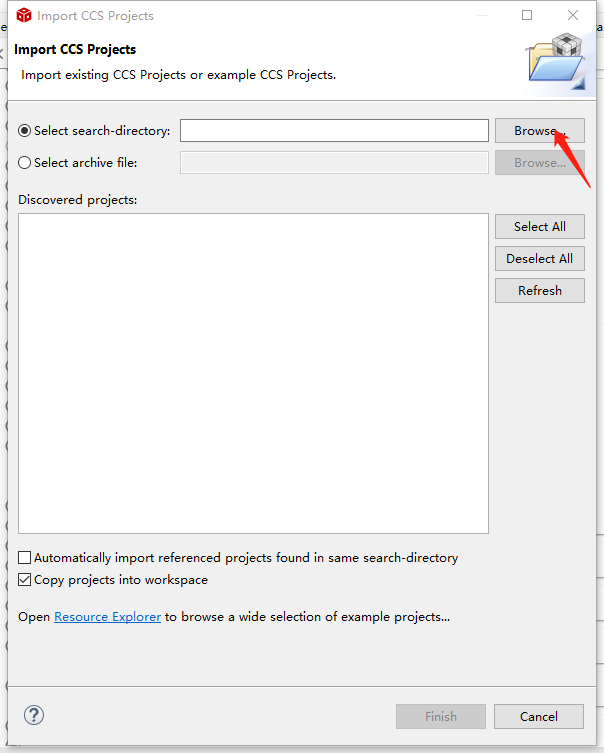 Import CCS Projects
Import CCS Projects
Import existing CCS Projects or example CCS Projects.
Select search-directory:
Browse...
Select archive file:
Browse...
Discovered projects:
Select All
Deselect All
Refresh
Automatically import referenced projects found in same search-directory
Copy projects into workspace
Open Resource Explorer to browse a wide selection of example projects...
?
Finish
Cancel